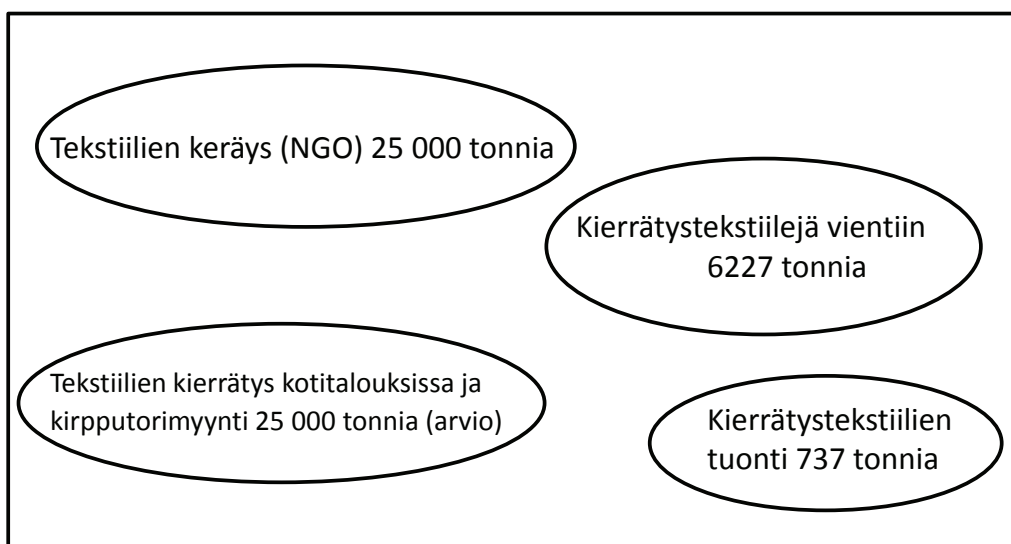 Tekstiilien keräys (NGO) 25 000 tonnia
Kierrätystekstiilejä vientiin
6227 tonnia
Tekstiilien kierrätys kotitalouksissa ja
kirpputorimyynti 25 000 tonnia (arvio)
Kierrätystekstiilien
tuonti 737 tonnia